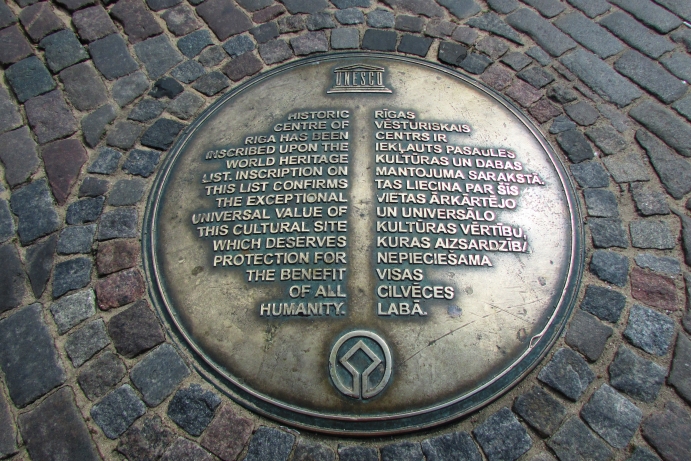 UNESCO
HISTORIC
CENTRE OF
RIGA HAS BEEN
INSCRIBED UPON THE
WORLD HERITAGE
LIST. INSCRIPTION ON
THIS LIST CONFIRMS
THE EXCEPTIONAL
UNIVERSAL VALUE OF
THIS CULTURAL SITE
WHICH DESERVES
PROTECTION FOR
THE BENEFIT
OF ALL
HUMANITY.
RĪGAS
VĒSTURISKAIS
CENTRS IR
IEKĻAUTS PASAULES
KULTŪRAS UN DABAS
MANTOJUMA SARAKSTĀ.
TAS LIECINA PAR ŠĪS
VIETAS ĀRKĀRTĒJO
UN UNIVERSĀLO
KULTŪRAS VĒRTĪBU,
KURAS AIZSARDZĪBA
NEPIECIEŠAMA
VISAS
CILVĒCES
LABĀ.